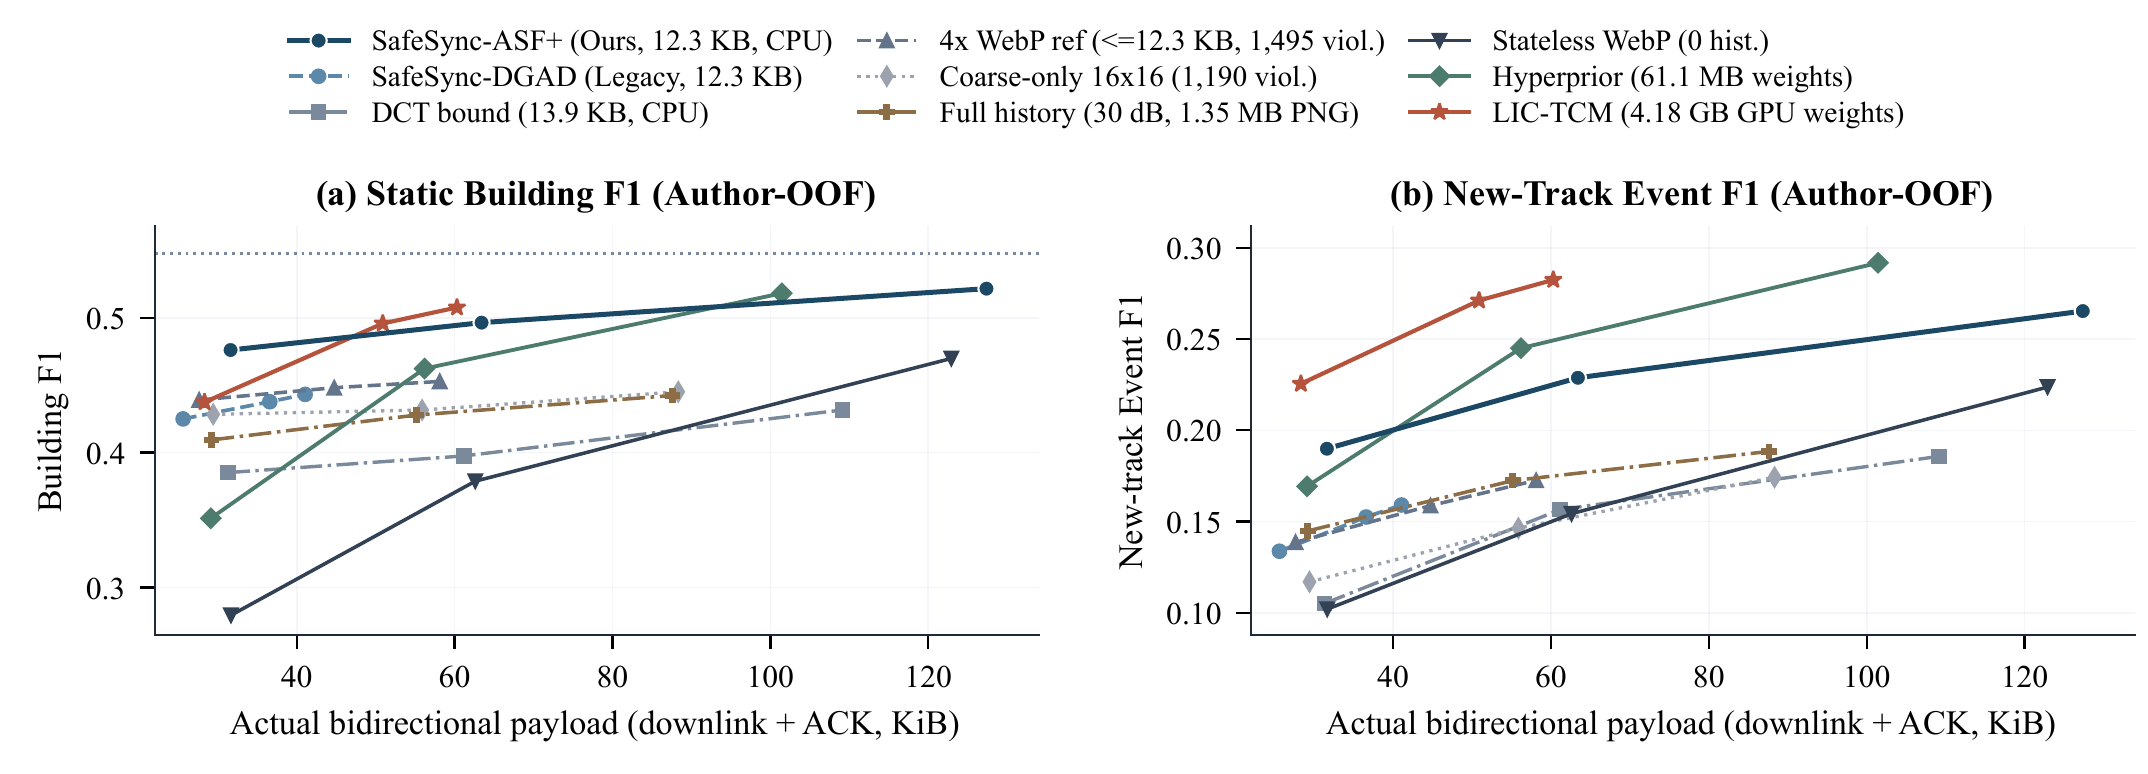 SafeSync-ASF+ (Ours, 12.3 KB, CPU)
SafeSync-DGAD (Legacy, 12.3 KB)
DCT bound (13.9 KB, CPU)
4x WebP ref (<=12.3 KB, 1,495 viol.)
Coarse-only 16x16 (1,190 viol.)
Full history (30 dB, 1.35 MB PNG)
Stateless WebP (0 hist.)
Hyperprior (61.1 MB weights)
LIC-TCM (4.18 GB GPU weights)
(a) Static Building F1 (Author-OOF)
Building F1
0.5
0.4
0.3
40 60 80 100 120
Actual bidirectional payload (downlink + ACK, KiB)
(b) New-Track Event F1 (Author-OOF)
New-track Event F1
0.30
0.25
0.20
0.15
0.10
40 60 80 100 120
Actual bidirectional payload (downlink + ACK, KiB)